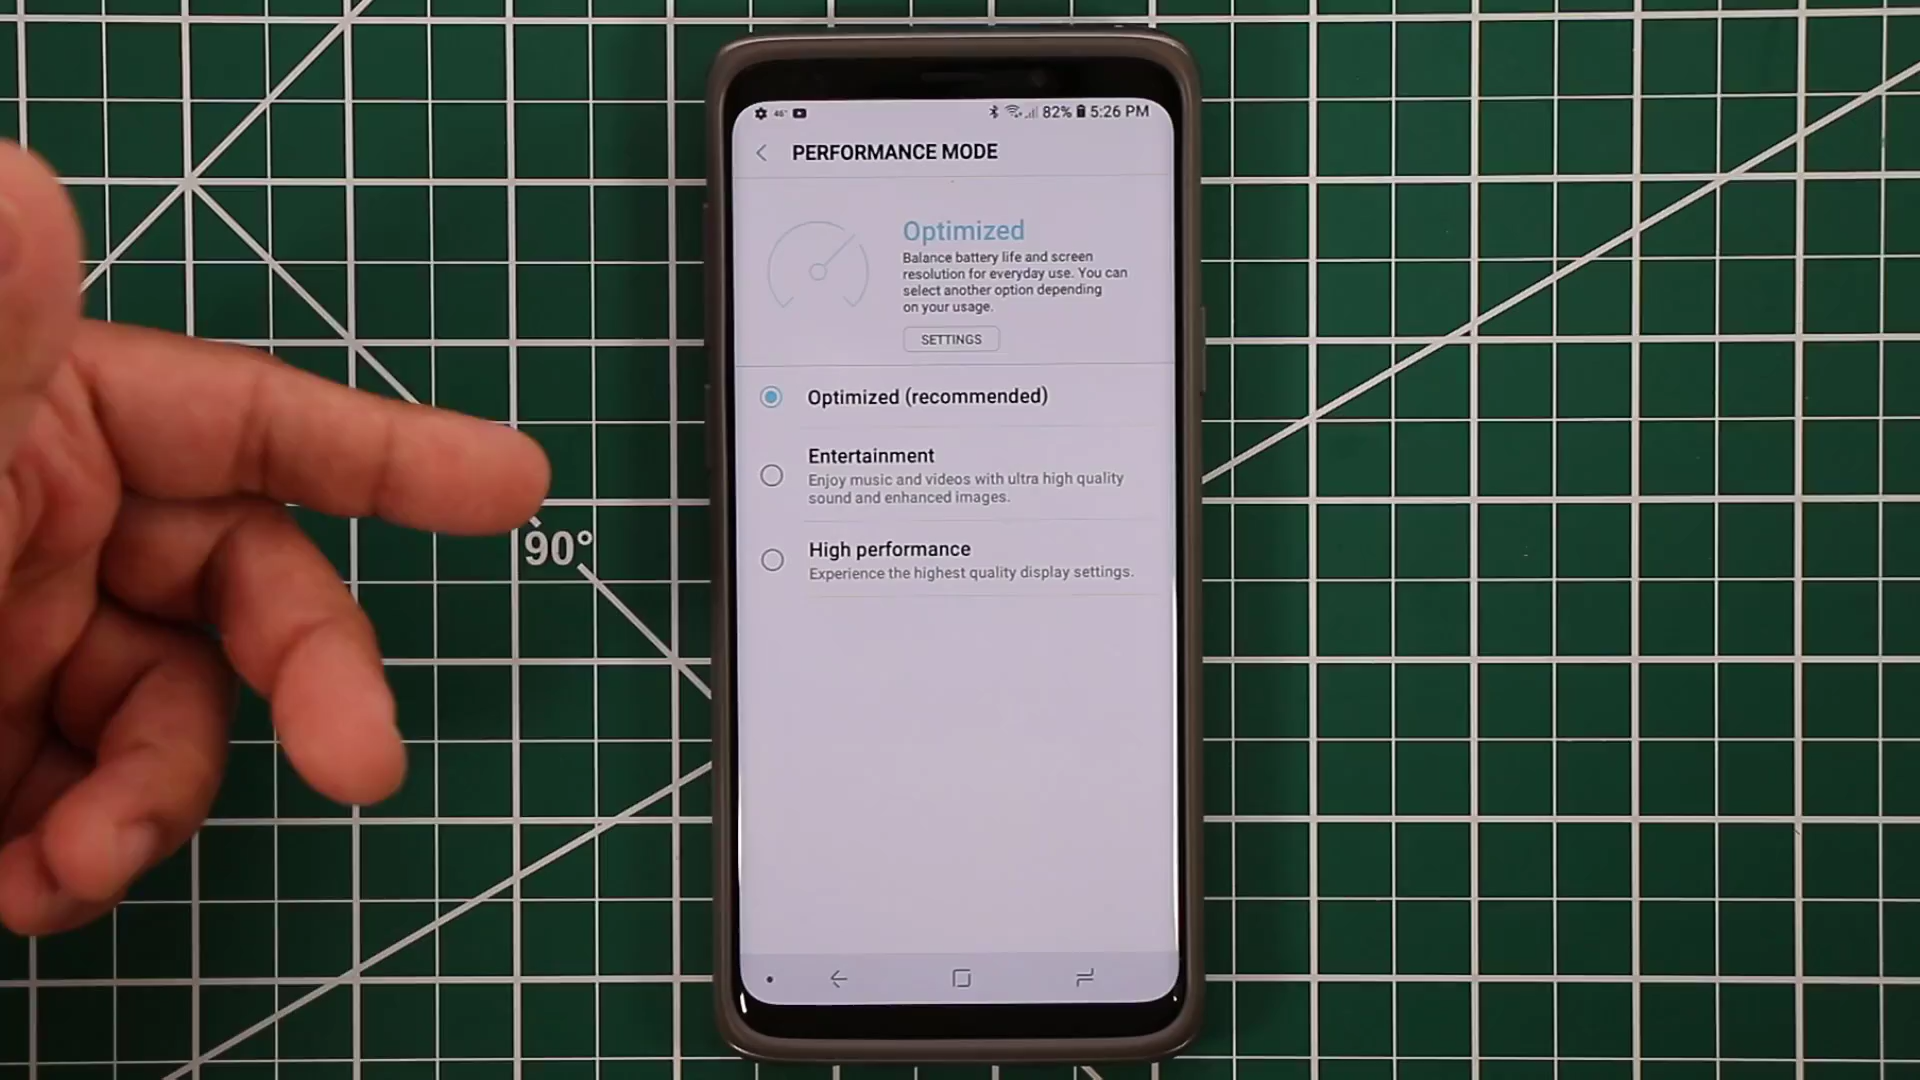 46° 82% 5:26 PM
PERFORMANCE MODE
Optimized
Balance battery life and screen
resolution for everyday use. You can
select another option depending
on your usage.
SETTINGS
Optimized (recommended)
Entertainment
Enjoy music and videos with ultra high quality
sound and enhanced images.
High performance
Experience the highest quality display settings.
90°